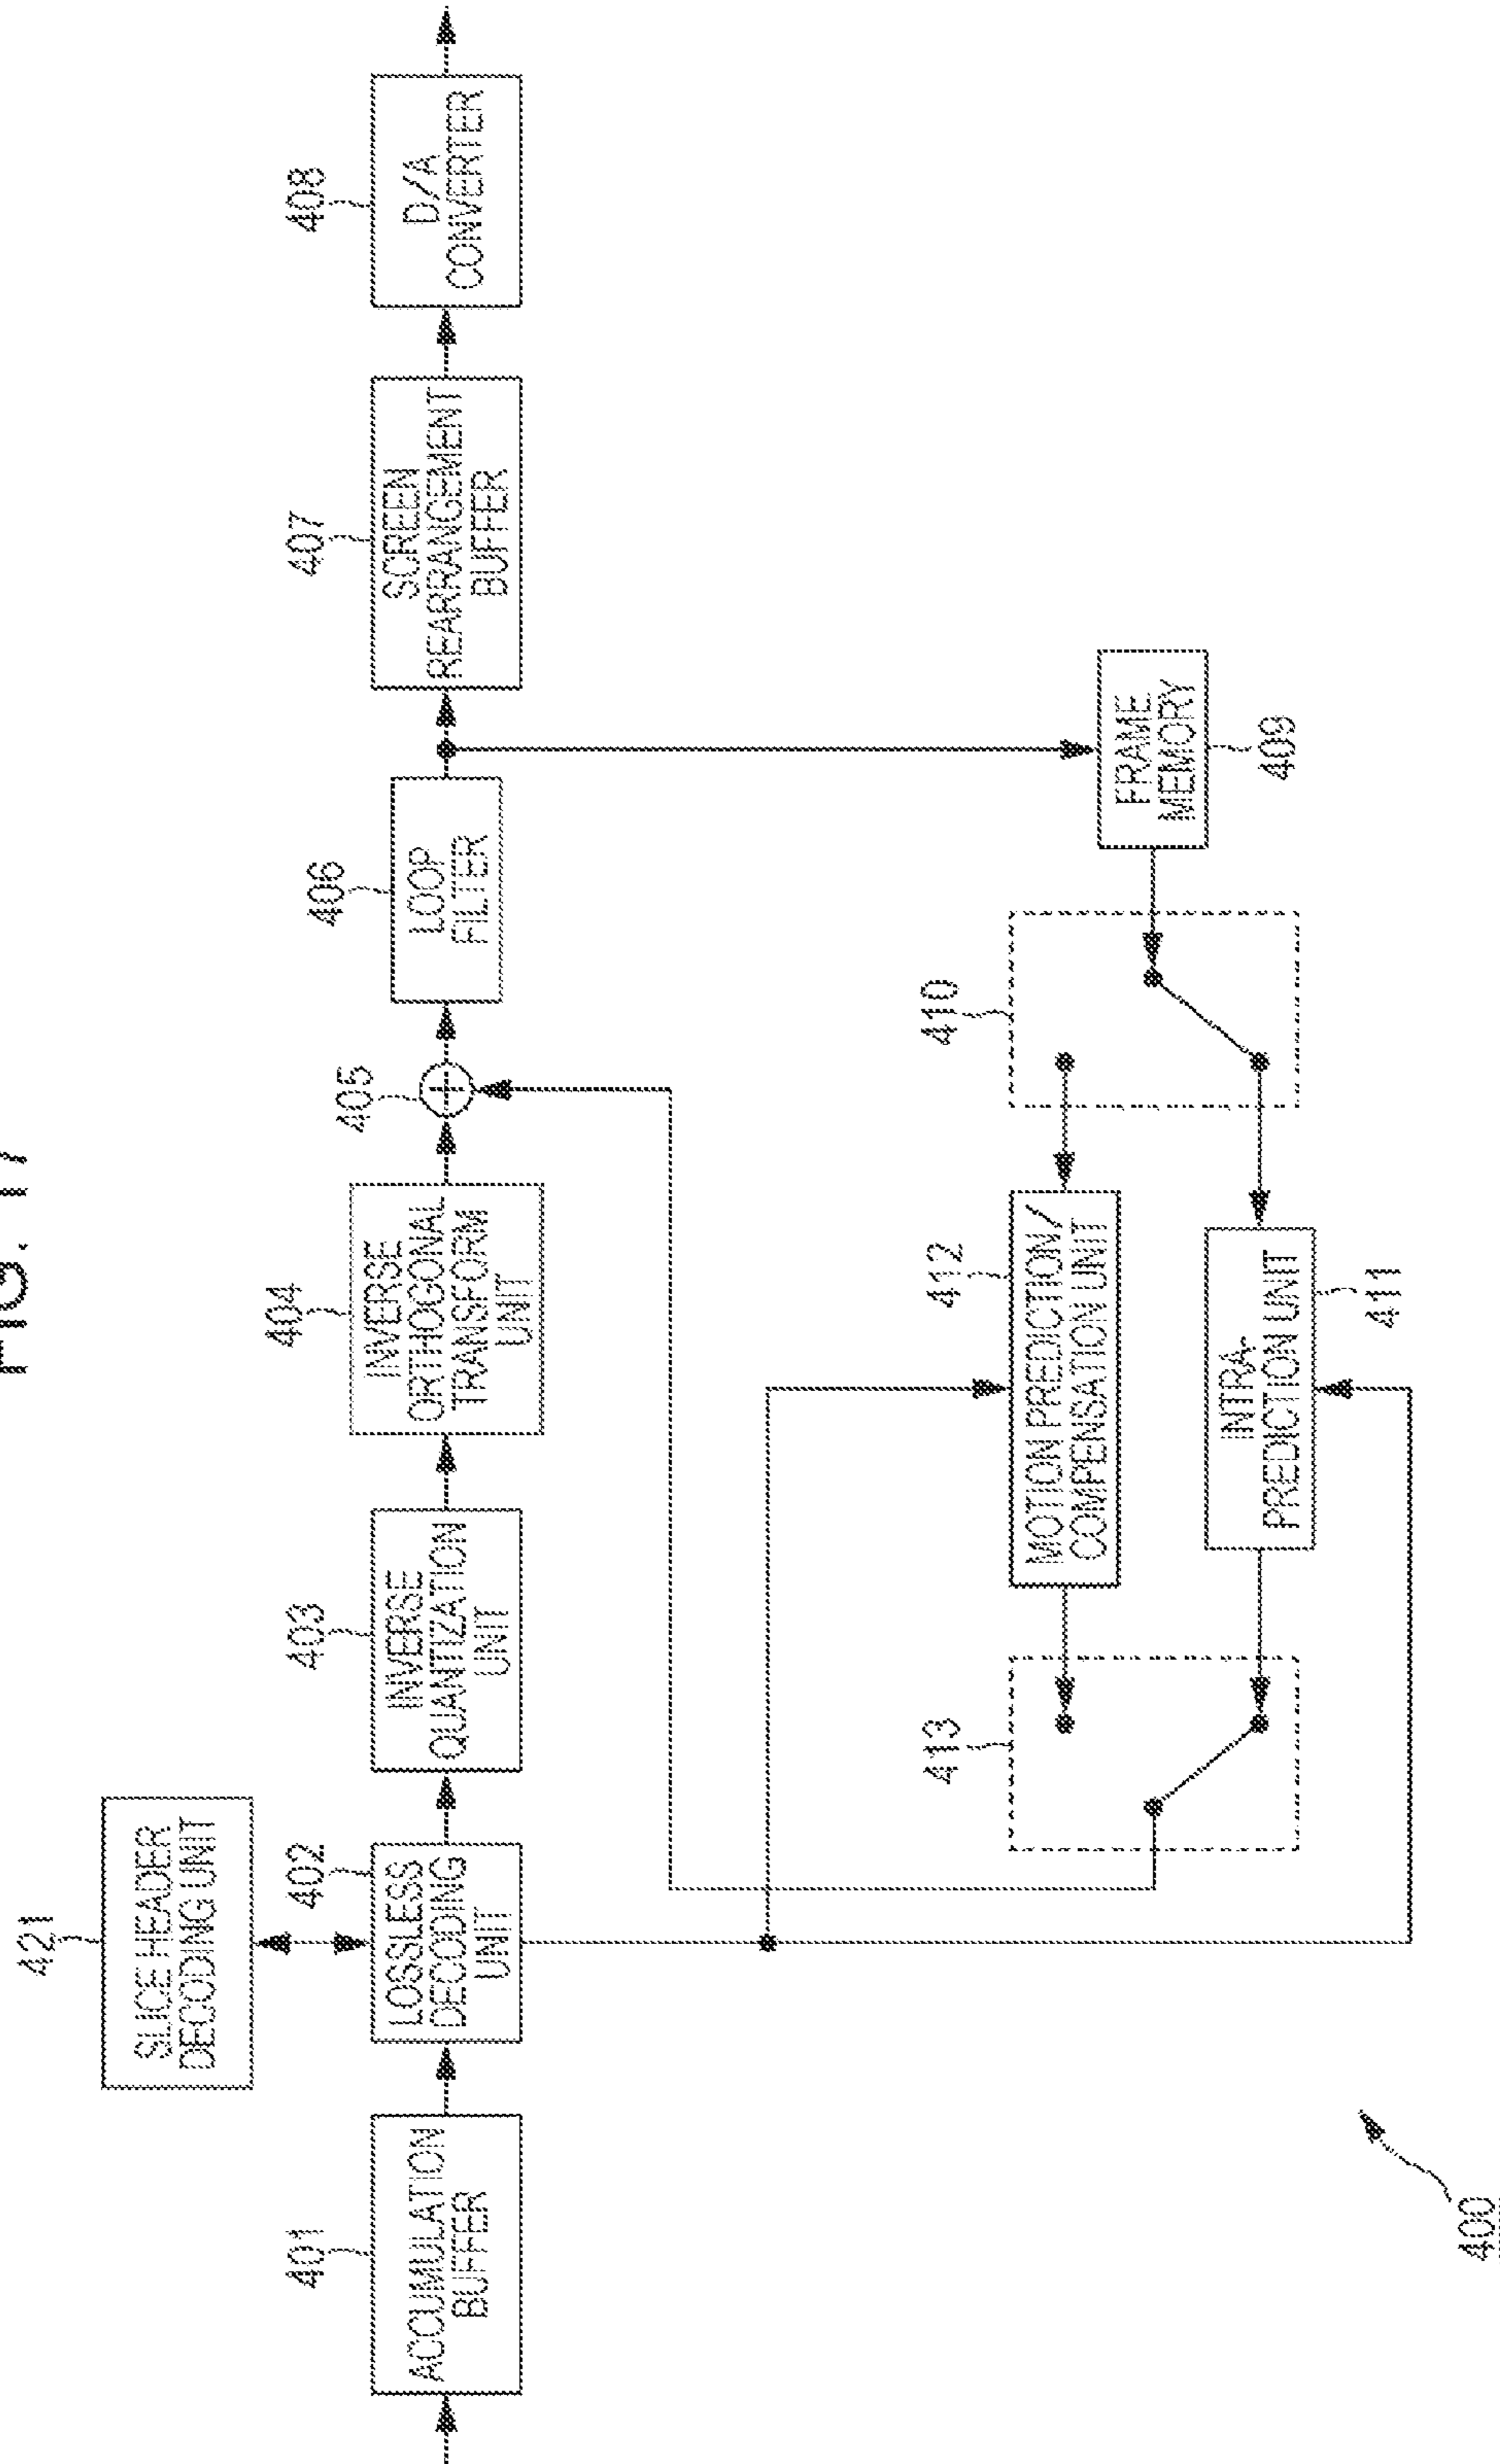 FIG. 17
421
SLICE HEADER
DECODING UNIT
401
ACCUMULATION
BUFFER
402
LOSSLESS
DECODING
UNIT
403
INVERSE
QUANTIZATION
UNIT
404
INVERSE
ORTHOGONAL
TRANSFORM
UNIT
405
406
LOOP
FILTER
407
SCREEN
REARRANGEMENT
BUFFER
408
D/A
CONVERTER
413
412
MOTION PREDICTION/
COMPENSATION UNIT
410
FRAME
MEMORY
409
INTRA-
PREDICTION UNIT
411
400